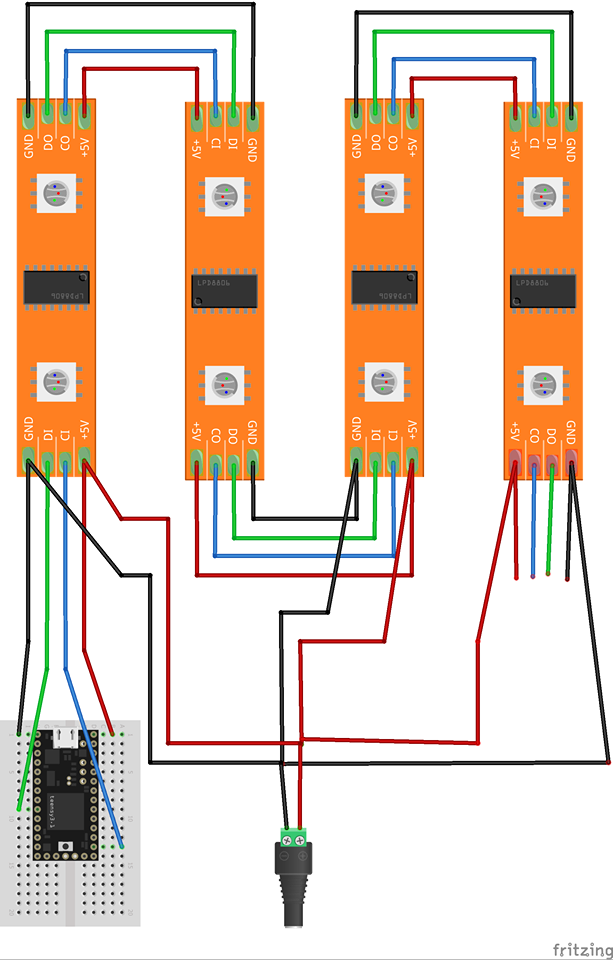 GND DO CO +5V
+5V CI DI GND
GND DO CO +5V
+5V CI DI GND
LPD8806
LPD8806
LPD8806
LPD8806
GND DI CI +5V
+5V CO DO GND
GND DI CI +5V
+5V CO DO GND
teensy3.1
fritzing